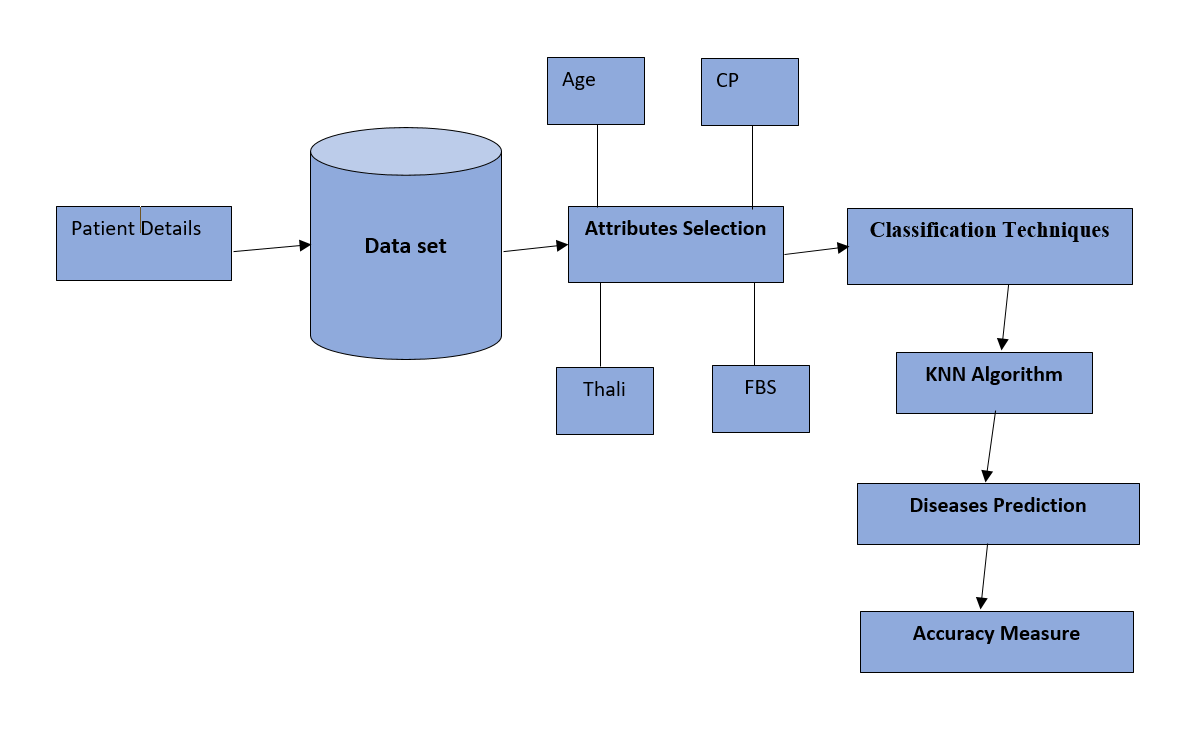 Age
CP
Patient Details
Data set
Attributes Selection
Classification Techniques
Thali
FBS
KNN Algorithm
Diseases Prediction
Accuracy Measure